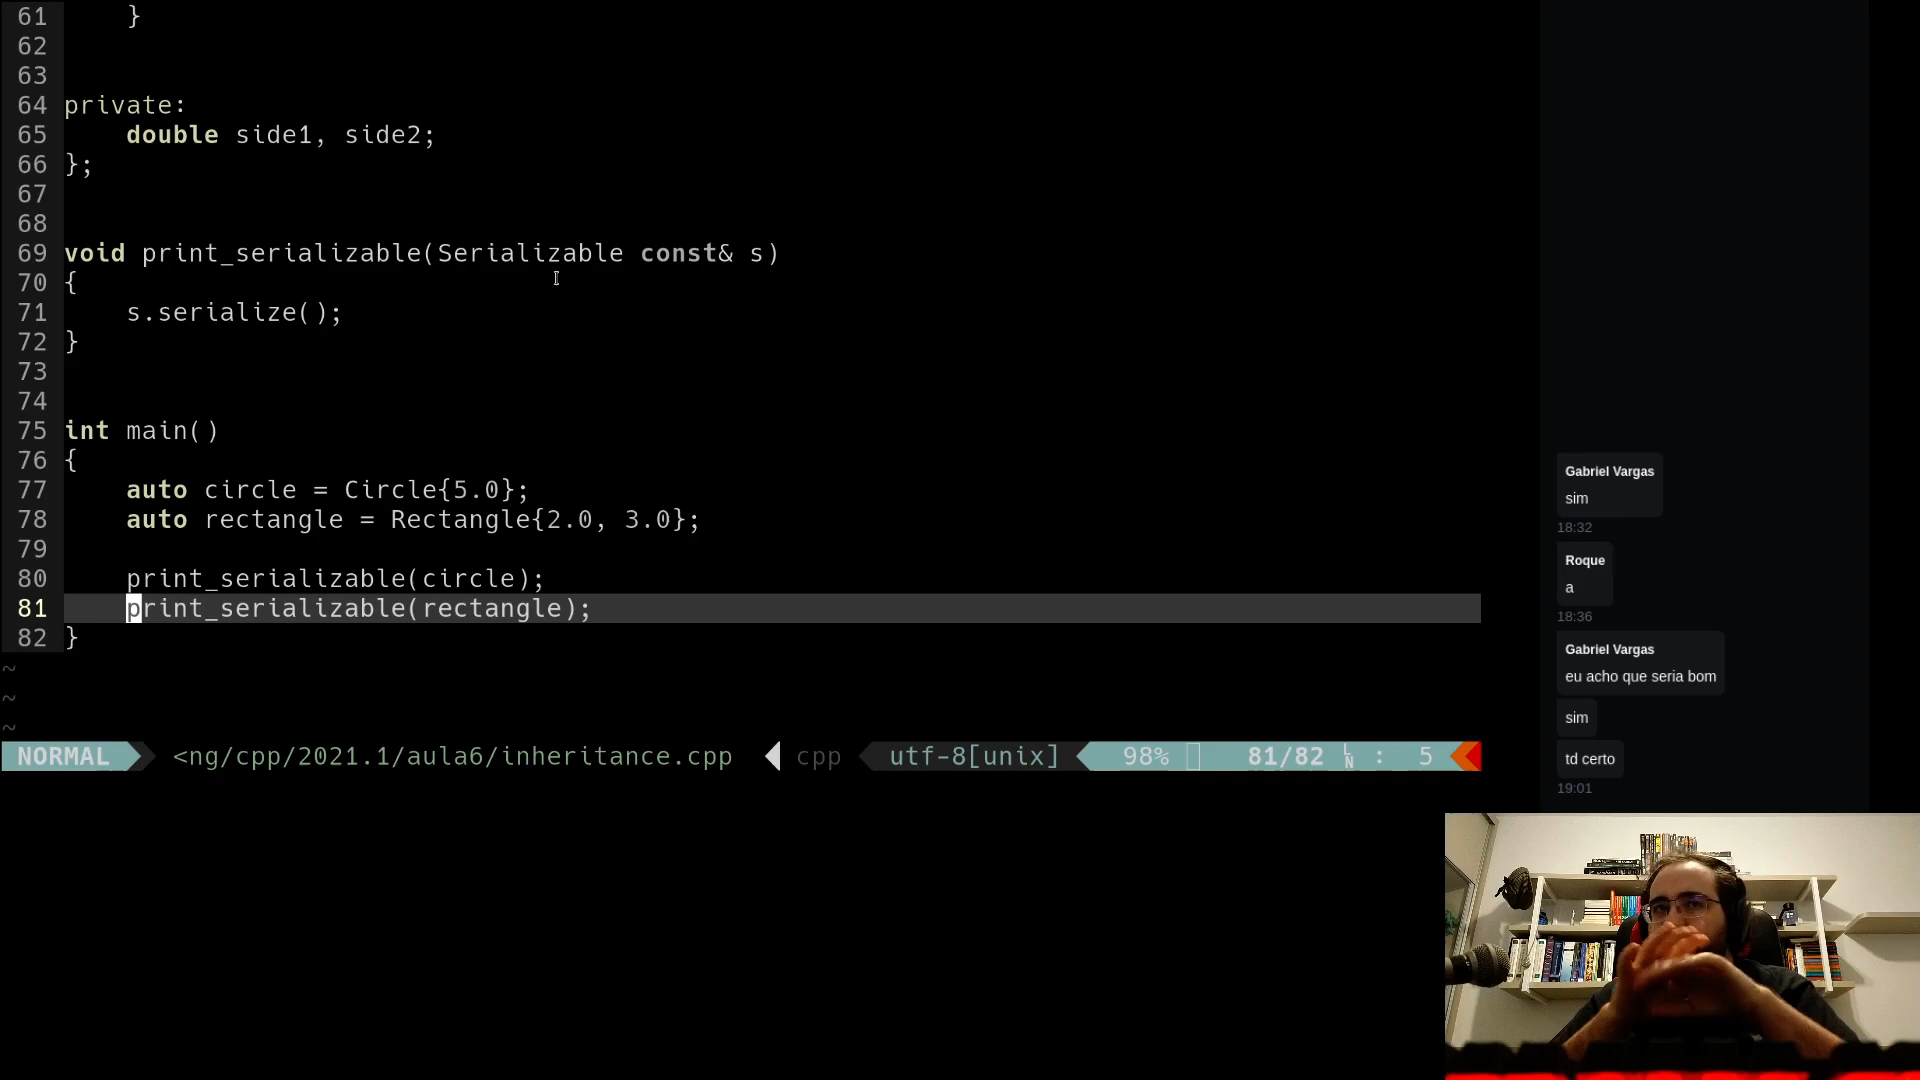 61     }
62
63
64 private:
65     double side1, side2;
66 };
67
68
69 void print_serializable(Serializable const& s)
70 {
71     s.serialize();
72 }
73
74
75 int main()
76 {
77     auto circle = Circle{5.0};
78     auto rectangle = Rectangle{2.0, 3.0};
79
80     print_serializable(circle);
81     print_serializable(rectangle);
82 }
~
~
~
NORMAL <ng/cpp/2021.1/aula6/inheritance.cpp cpp utf-8[unix] 98% 81/82 LN : 5
Gabriel Vargas
sim
18:32
Roque
a
18:36
Gabriel Vargas
eu acho que seria bom
sim
td certo
19:01